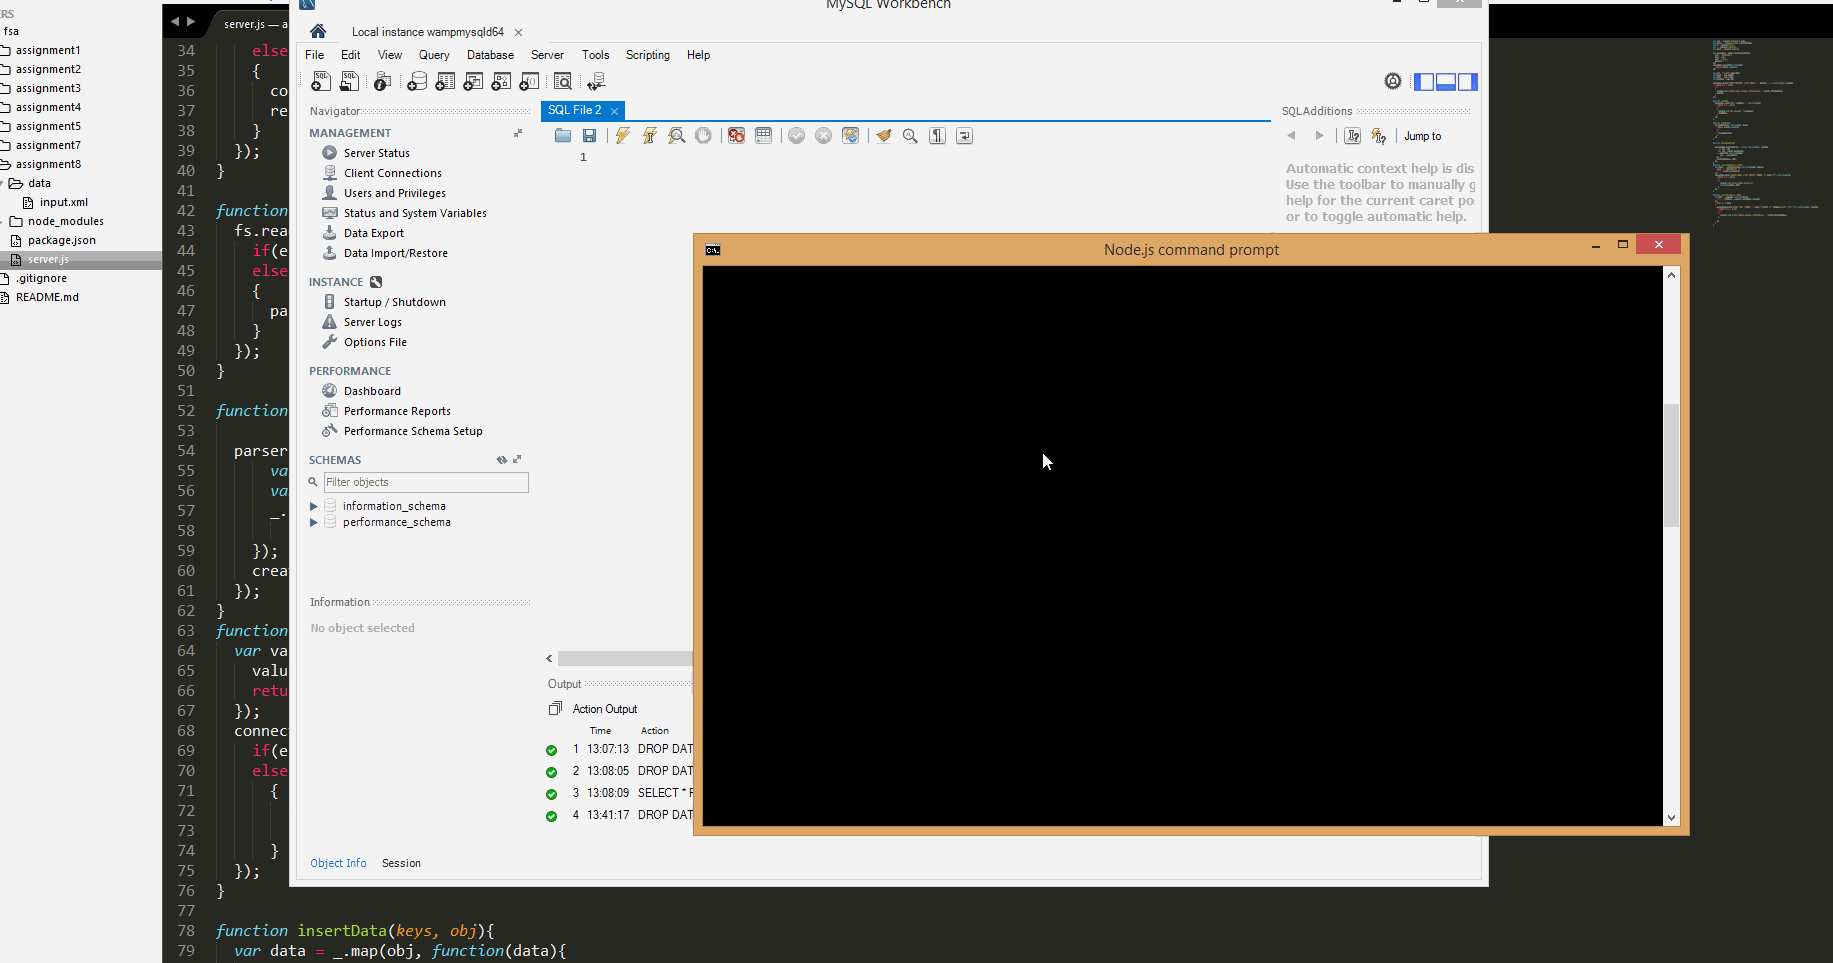 ERS
fsa
assignment1
assignment2
assignment3
assignment4
assignment5
assignment7
assignment8
data
input.xml
node_modules
package.json
server.js
.gitignore
README.md
server.js — a
34 else
35 {
36 co
37 re
38 }
39 });
40 }
41
42 function
43 fs.rea
44 if(e
45 else
46 {
47 pa
48 }
49 });
50 }
51
52 function
53
54 parser
55 va
56 va
57 _.
58
59 });
60 crea
61 });
62 }
63 function
64 var va
65 valu
66 retu
67 });
68 connec
69 if(e
70 else
71 {
72
73
74 }
75 });
76 }
77
78 function insertData(keys, obj){
79 var data = _.map(obj, function(data){
MySQL Workbench
Local instance wampmysqld64
File Edit View Query Database Server Tools Scripting Help
Navigator
MANAGEMENT
Server Status
Client Connections
Users and Privileges
Status and System Variables
Data Export
Data Import/Restore
INSTANCE
Startup / Shutdown
Server Logs
Options File
PERFORMANCE
Dashboard
Performance Reports
Performance Schema Setup
SCHEMAS
Filter objects
information_schema
performance_schema
Information
No object selected
Object Info Session
SQL File 2
1
SQLAdditions
Jump to
Automatic context help is dis
Use the toolbar to manually g
help for the current caret po
or to toggle automatic help.
Output
Action Output
Time Action
1 13:07:13 DROP DAT
2 13:08:05 DROP DAT
3 13:08:09 SELECT * F
4 13:41:17 DROP DAT
C:\.
Node.js command prompt